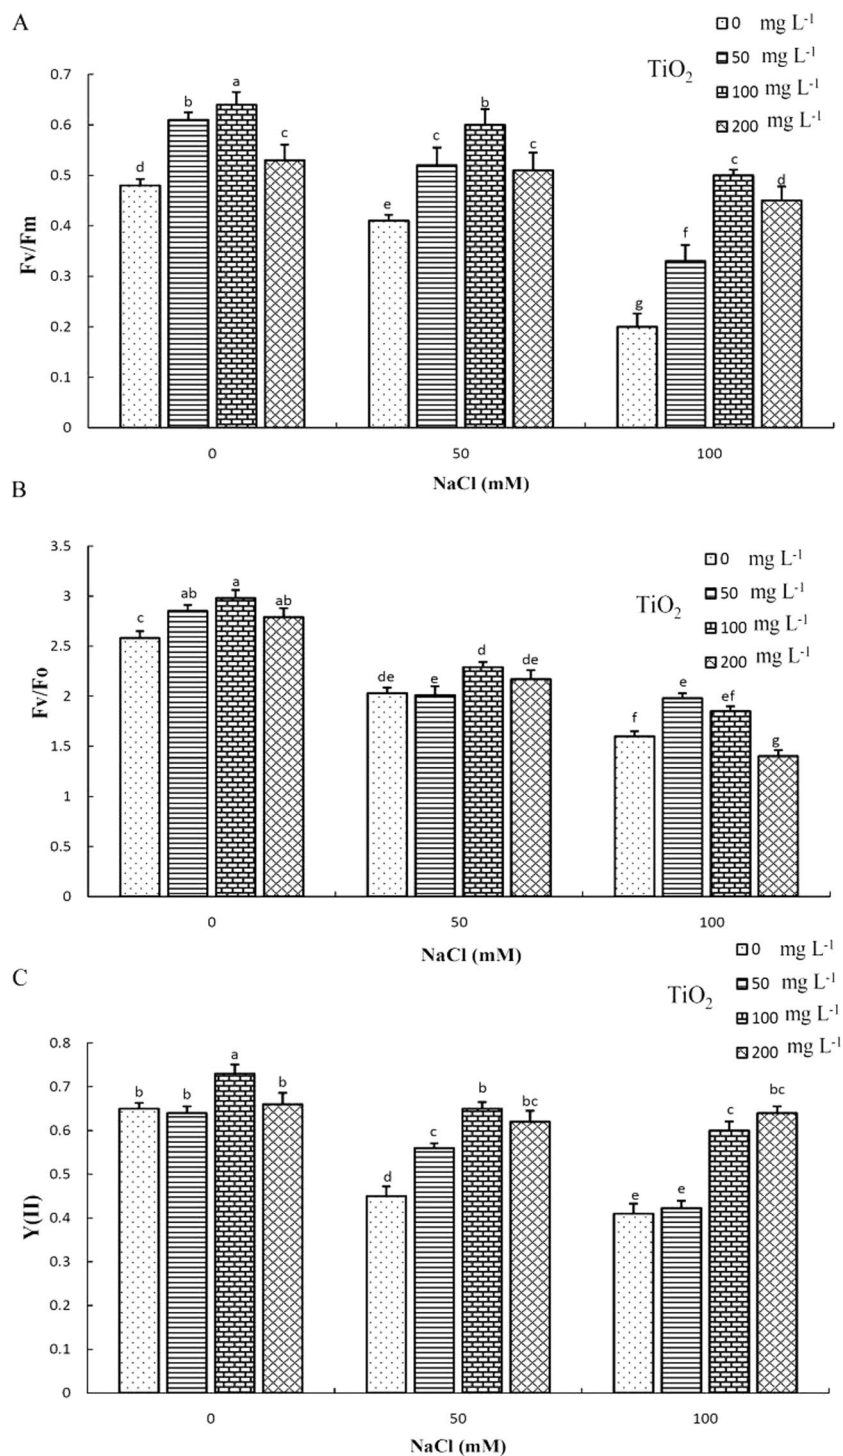 A
0 mg L-1
50 mg L-1
TiO2
100 mg L-1
200 mg L-1
0.7
0.6
0.5
0.4
0.3
0.2
0.1
0
Fv/Fm
d b a c
e c b c
g f c d
0 50 100
NaCl (mM)
B
0 mg L-1
50 mg L-1
TiO2
100 mg L-1
200 mg L-1
3.5
3
2.5
2
1.5
1
0.5
0
Fv/Fo
c ab a ab
de e d de
f e ef g
0 50 100
NaCl (mM)
C
0 mg L-1
50 mg L-1
TiO2
100 mg L-1
200 mg L-1
0.8
0.7
0.6
0.5
0.4
0.3
0.2
0.1
0
Y(II)
b b a b
d c b bc
e e c bc
0 50 100
NaCl (mM)